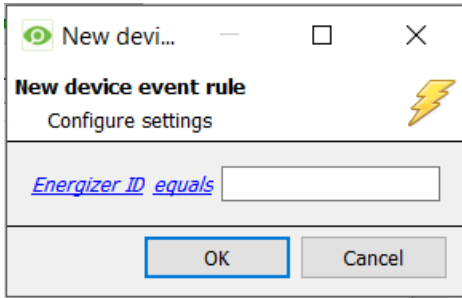 New devi...
New device event rule
Configure settings
Energizer ID equals
OK Cancel